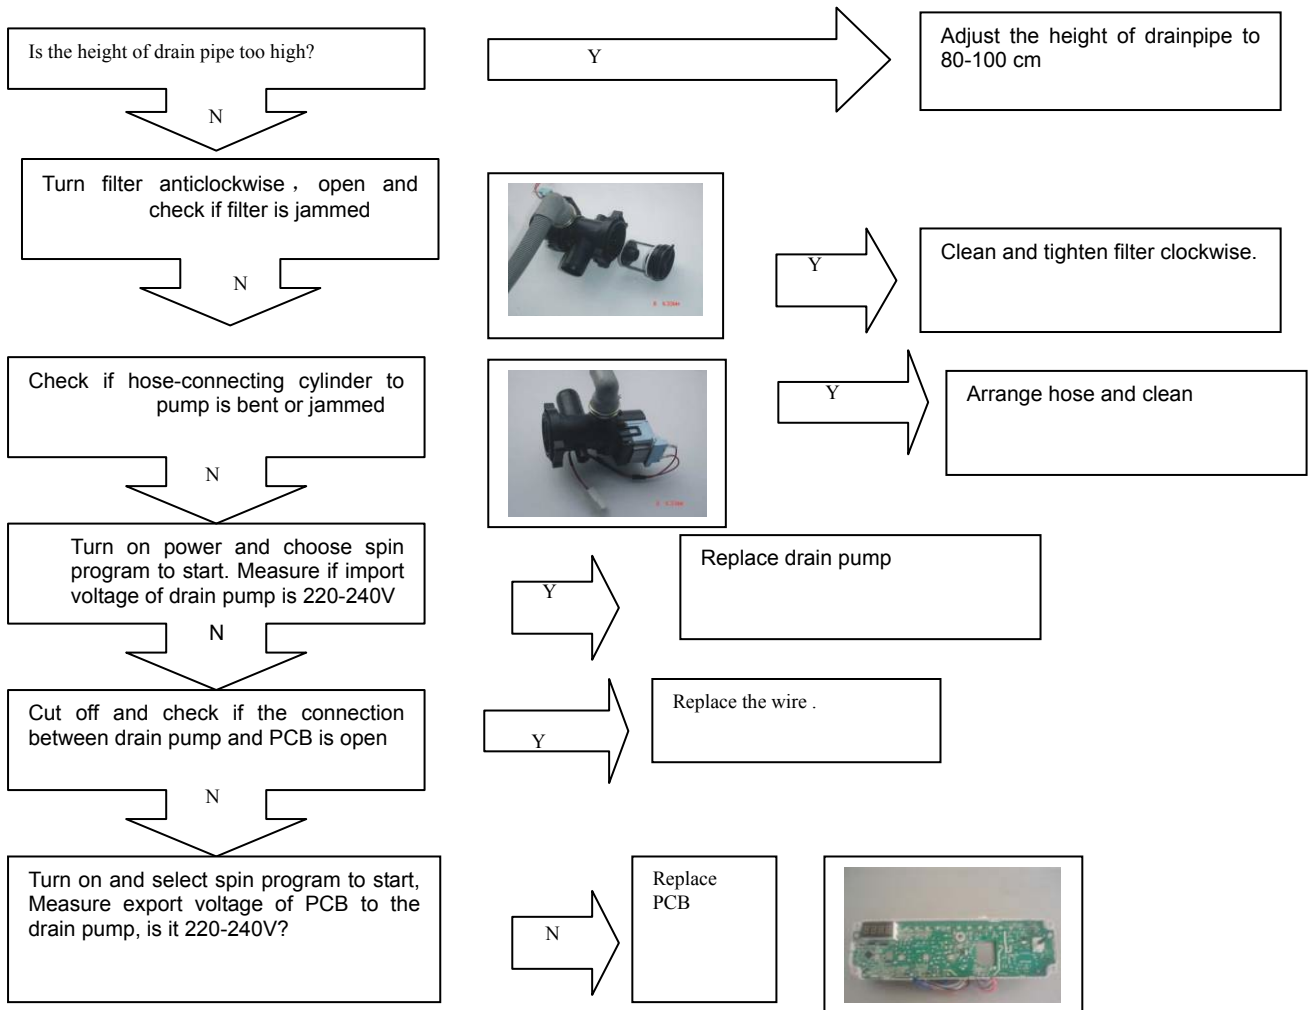 Is the height of drain pipe too high?
Y
Adjust the height of drainpipe to
80-100 cm
N
Turn filter anticlockwise， open and
check if filter is jammed
Y
Clean and tighten filter clockwise.
N
Check if hose-connecting cylinder to
pump is bent or jammed
Y
Arrange hose and clean
N
Turn on power and choose spin
program to start. Measure if import
voltage of drain pump is 220-240V
Y
Replace drain pump
N
Cut off and check if the connection
between drain pump and PCB is open
Y
Replace the wire .
N
Turn on and select spin program to start,
Measure export voltage of PCB to the
drain pump, is it 220-240V?
N
Replace
PCB